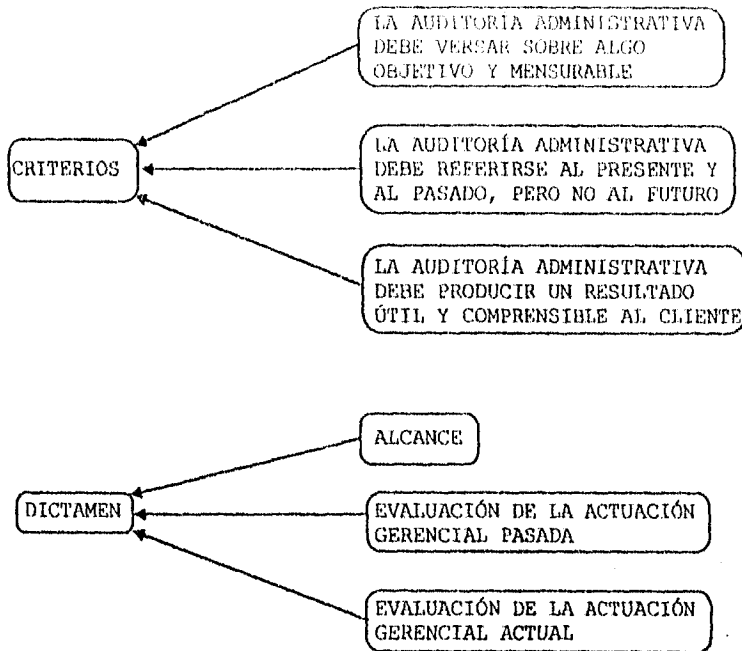 LA AUDITORÍA ADMINISTRATIVA
DEBE VERSAR SOBRE ALGO
OBJETIVO Y MENSURABLE
CRITERIOS
LA AUDITORÍA ADMINISTRATIVA
DEBE REFERIRSE AL PRESENTE Y
AL PASADO, PERO NO AL FUTURO
LA AUDITORÍA ADMINISTRATIVA
DEBE PRODUCIR UN RESULTADO
ÚTIL Y COMPRENSIBLE AL CLIENTE
ALCANCE
DICTAMEN
EVALUACIÓN DE LA ACTUACIÓN
GERENCIAL PASADA
EVALUACIÓN DE LA ACTUACIÓN
GERENCIAL ACTUAL